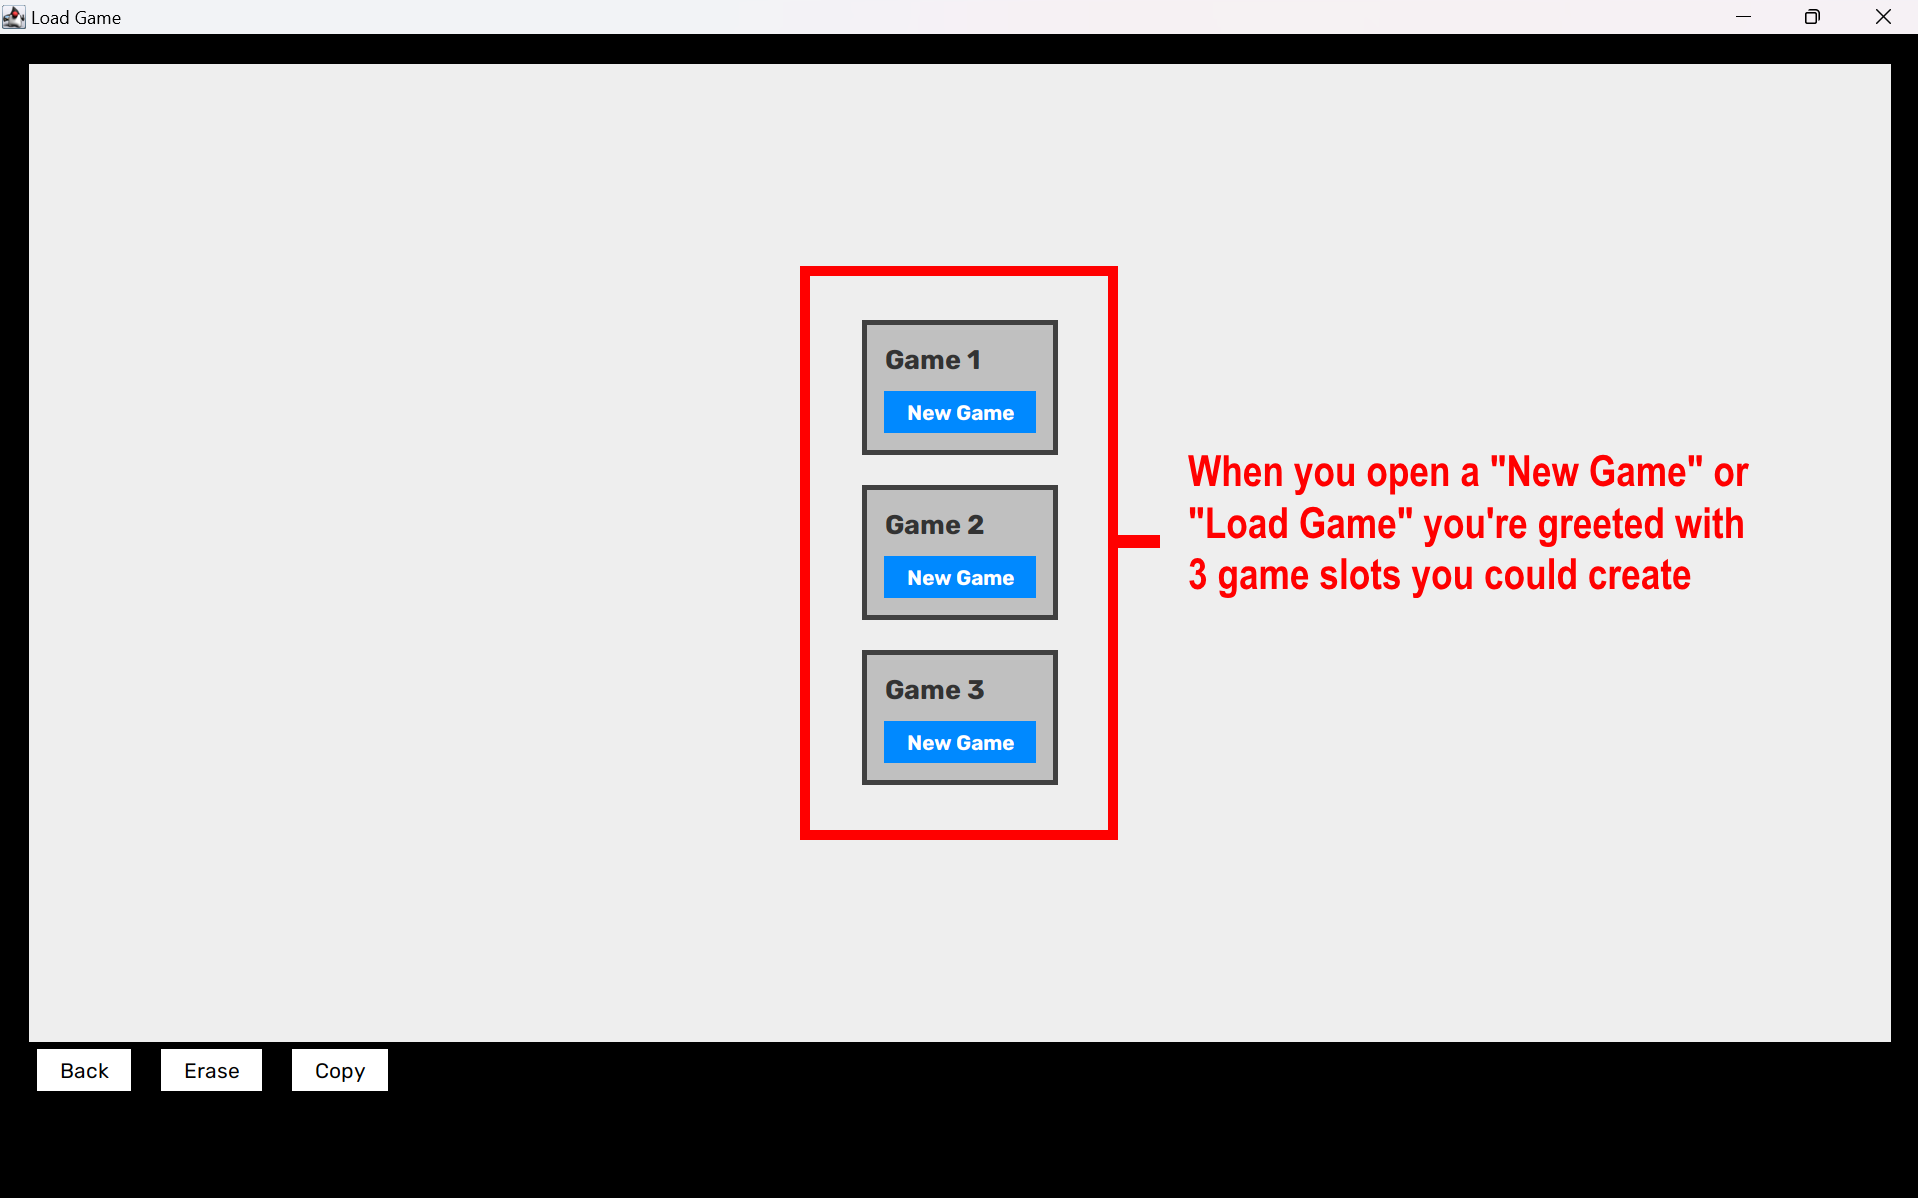 Load Game
Game 1
New Game
Game 2
New Game
Game 3
New Game
When you open a "New Game" or
"Load Game" you're greeted with
3 game slots you could create
Back
Erase
Copy